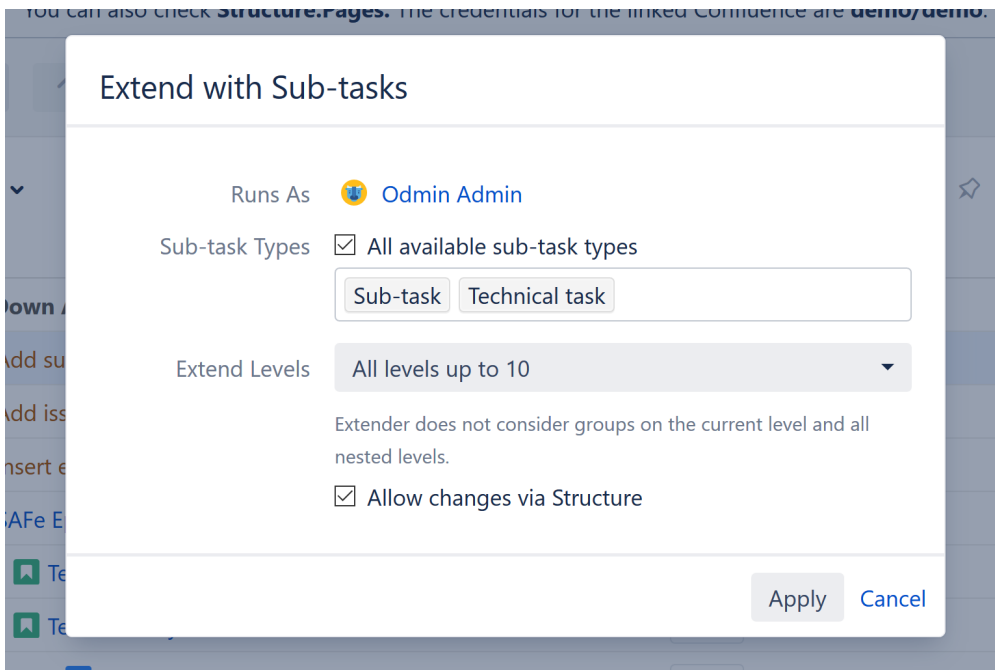 You can also check Structure.Pages. The credentials for the linked Confluence are demo/demo.
Extend with Sub-tasks
Runs As Odmin Admin
Sub-task Types All available sub-task types
Sub-task Technical task
Extend Levels All levels up to 10
Extender does not consider groups on the current level and all
nested levels.
Allow changes via Structure
Apply Cancel